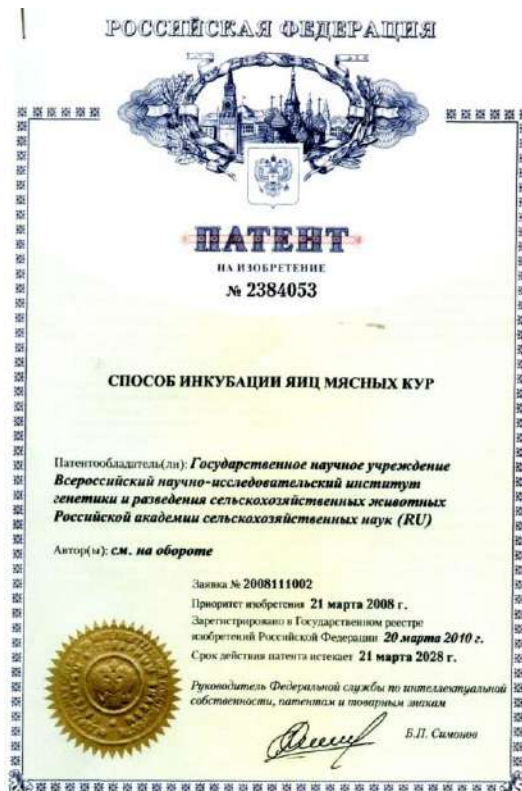 РОССИЙСКАЯ ФЕДЕРАЦИЯ
ПАТЕНТ
НА ИЗОБРЕТЕНИЕ
№ 2384053
СПОСОБ ИНКУБАЦИИ ЯИЦ МЯСНЫХ КУР
Патентообладатель(ли): Государственное научное учреждение
Всероссийский научно-исследовательский институт
генетики и разведения сельскохозяйственных животных
Российской академии сельскохозяйственных наук (RU)
Автор(ы): см. на обороте
Заявка № 2008111002
Приоритет изобретения 21 марта 2008 г.
Зарегистрировано в Государственном реестре
изобретений Российской Федерации 20 марта 2010 г.
Срок действия патента истекает 21 марта 2028 г.
Руководитель Федеральной службы по интеллектуальной
собственности, патентам и товарным знакам
Б.П. Симонов